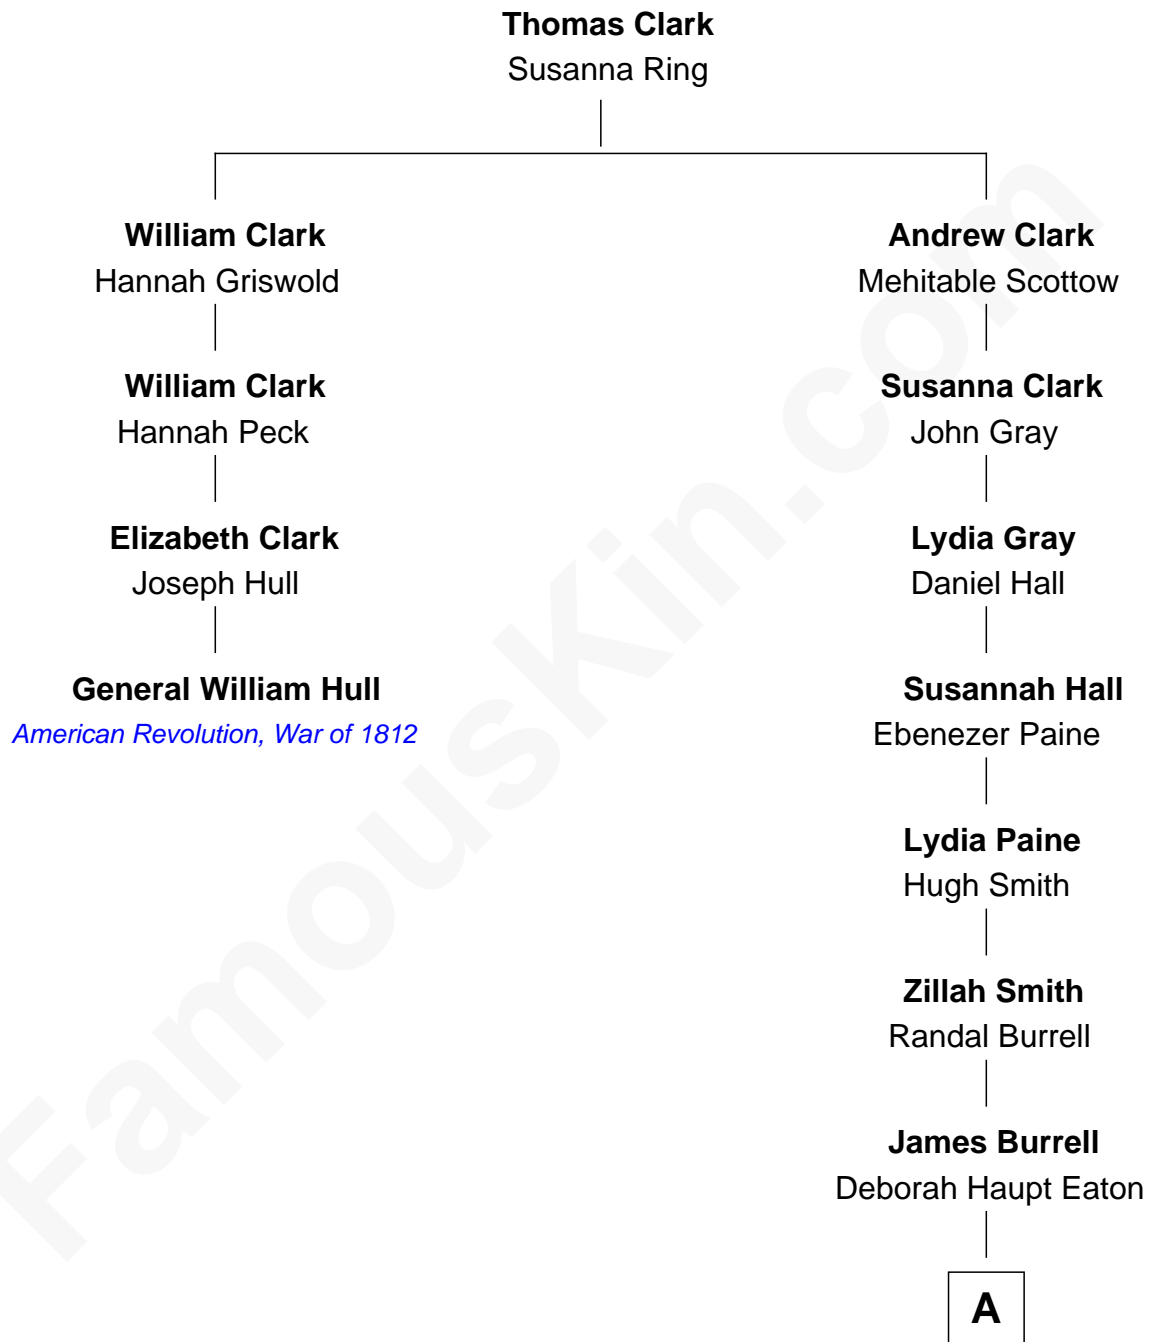 Thomas Clark
Susanna Ring
William Clark
Hannah Griswold
William Clark
Hannah Peck
Elizabeth Clark
Joseph Hull
General William Hull
American Revolution, War of 1812
Andrew Clark
Mehitable Scottow
Susanna Clark
John Gray
Lydia Gray
Daniel Hall
Susannah Hall
Ebenezer Paine
Lydia Paine
Hugh Smith
Zillah Smith
Randal Burrell
James Burrell
Deborah Haupt Eaton
A
FamousKin.com